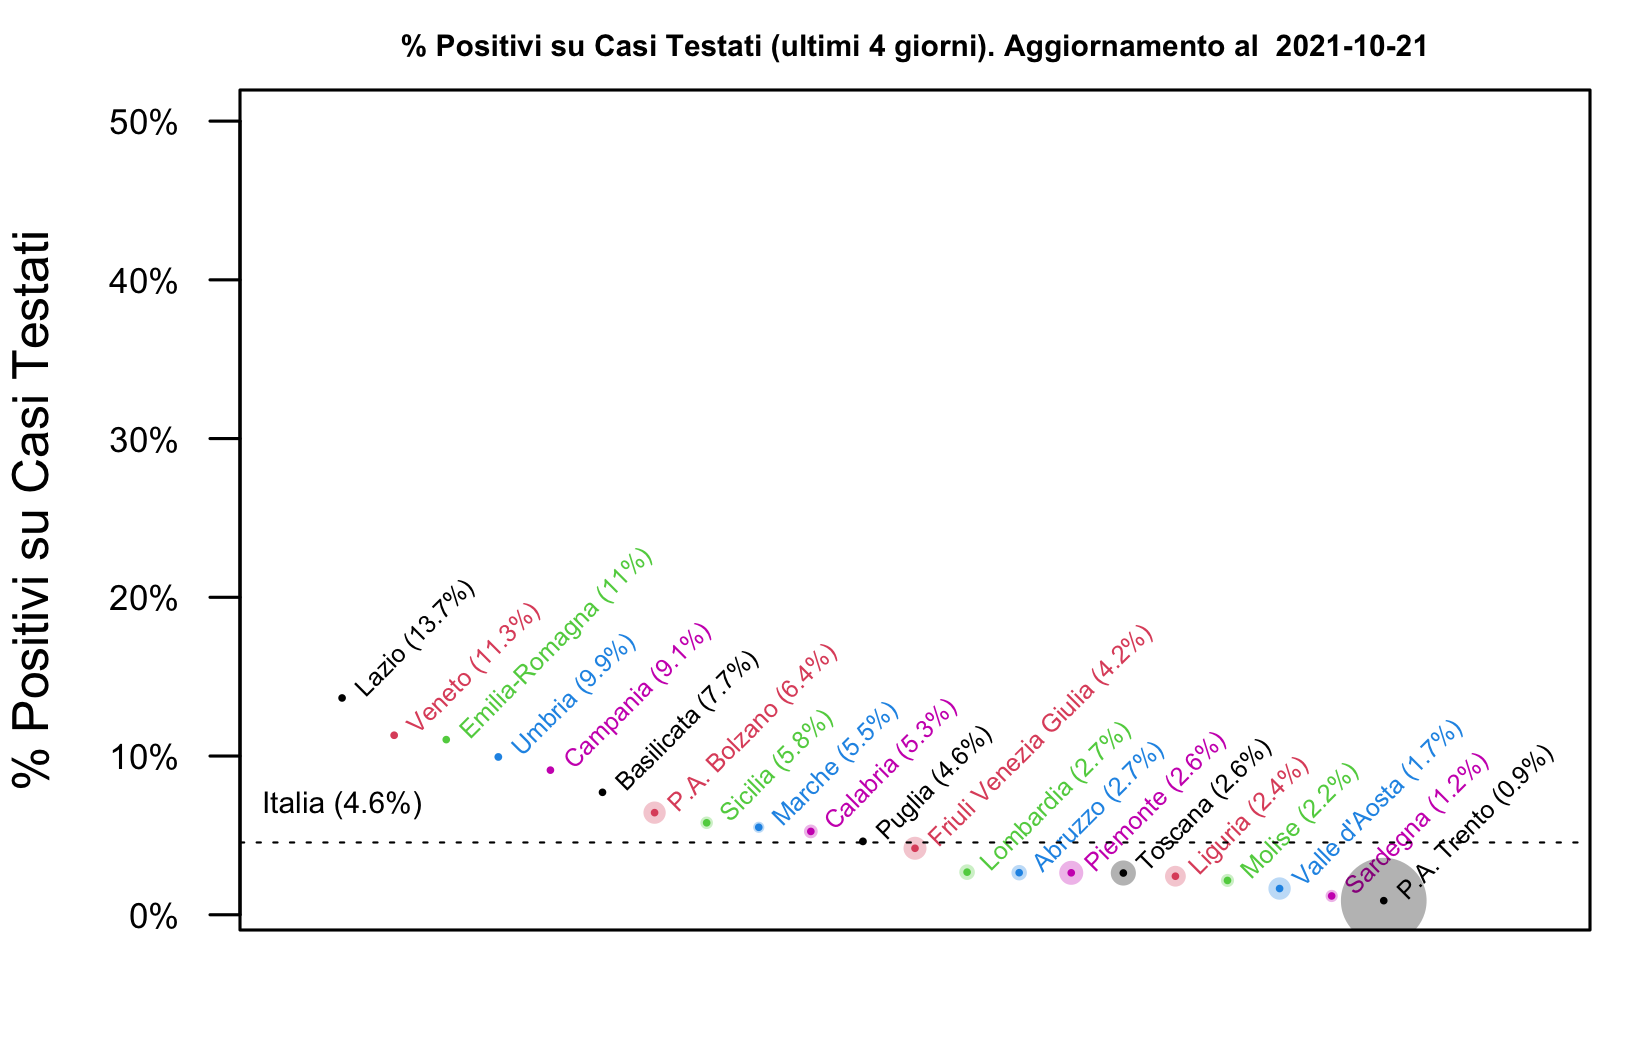 % Positivi su Casi Testati (ultimi 4 giorni). Aggiornamento al  2021-10-21
% Positivi su Casi Testati
50%
40%
30%
20%
10%
0%
Italia (4.6%)
Lazio (13.7%)
Veneto (11.3%)
Emilia-Romagna (11%)
Umbria (9.9%)
Campania (9.1%)
Basilicata (7.7%)
P.A. Bolzano (6.4%)
Sicilia (5.8%)
Marche (5.5%)
Calabria (5.3%)
Puglia (4.6%)
Friuli Venezia Giulia (4.2%)
Lombardia (2.7%)
Abruzzo (2.7%)
Piemonte (2.6%)
Toscana (2.6%)
Liguria (2.4%)
Molise (2.2%)
Valle d'Aosta (1.7%)
Sardegna (1.2%)
P.A. Trento (0.9%)